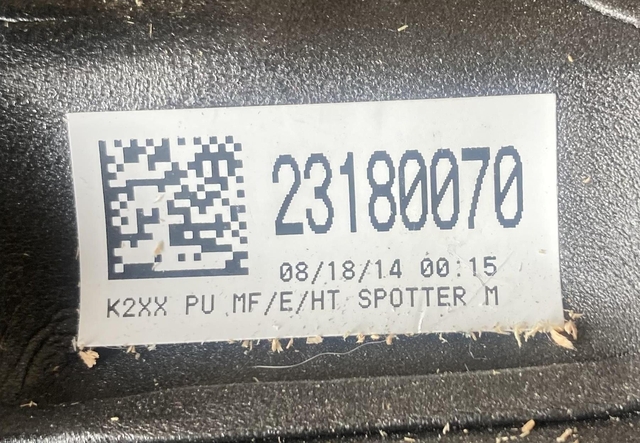 23180070
08/18/14 00:15
K2XX PU MF/E/HT SPOTTER M